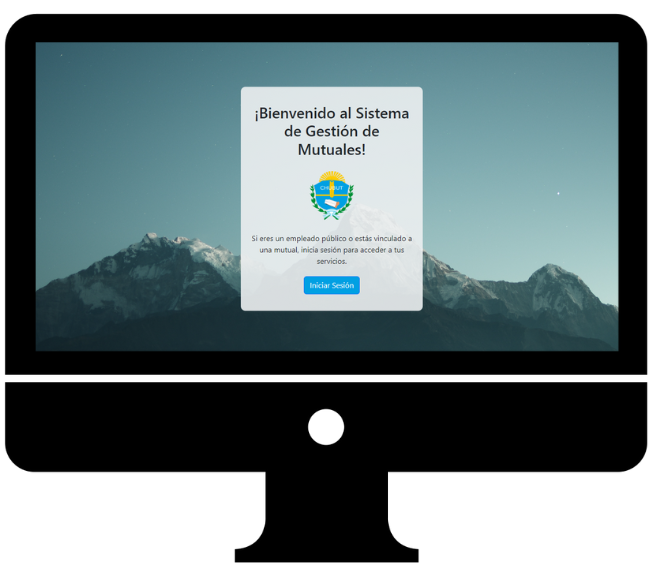 ¡Bienvenido al Sistema
de Gestión de
Mutuales!
CHUBUT
Si eres un empleado público o estás vinculado a
una mutual, inicia sesión para acceder a tus
servicios.
Iniciar Sesión